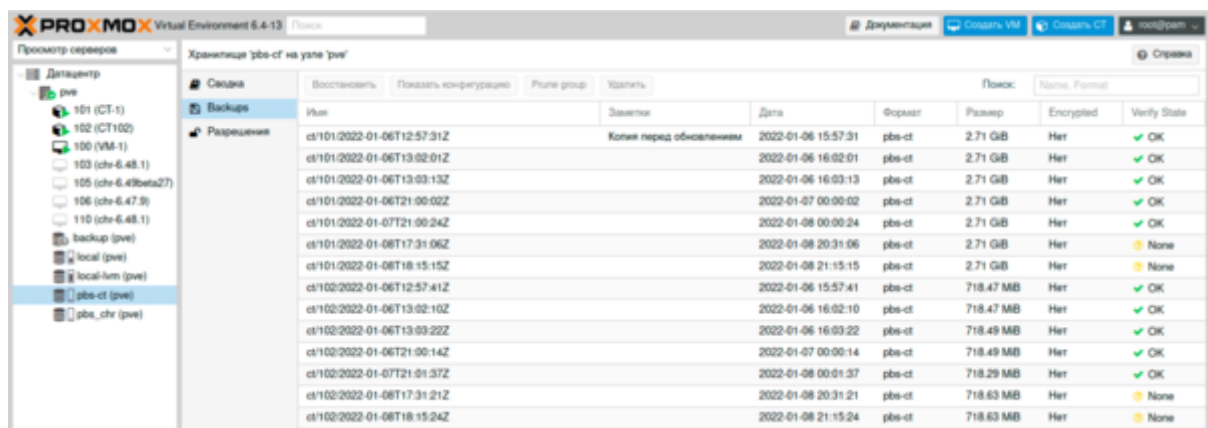 PROXMOX Virtual Environment 6.4-13 Поиск Документация Создать VM Создать CT root@pam
Просмотр серверов
Хранилище 'pbs-ct' на узле 'pve' Справка
Датацентр
pve
101 (CT-1)
102 (CT102)
100 (VM-1)
103 (chr-6.48.1)
105 (chr-6.49beta27)
106 (chr-6.47.9)
110 (chr-6.48.1)
backup (pve)
local (pve)
local-lvm (pve)
pbs-ct (pve)
pbs_chr (pve)
Сводка
Backups
Разрешения
Восстановить Показать конфигурацию Prune group Удалить Поиск: Name, Format
Имя Заметки Дата Формат Размер Encrypted Verify State
ct/101/2022-01-06T12:57:31Z Копия перед обновлением 2022-01-06 15:57:31 pbs-ct 2.71 GiB Нет OK
ct/101/2022-01-06T13:02:01Z 2022-01-06 16:02:01 pbs-ct 2.71 GiB Нет OK
ct/101/2022-01-06T13:03:13Z 2022-01-06 16:03:13 pbs-ct 2.71 GiB Нет OK
ct/101/2022-01-06T21:00:02Z 2022-01-07 00:00:02 pbs-ct 2.71 GiB Нет OK
ct/101/2022-01-07T21:00:24Z 2022-01-08 00:00:24 pbs-ct 2.71 GiB Нет OK
ct/101/2022-01-08T17:31:06Z 2022-01-08 20:31:06 pbs-ct 2.71 GiB Нет None
ct/101/2022-01-08T18:15:15Z 2022-01-08 21:15:15 pbs-ct 2.71 GiB Нет None
ct/102/2022-01-06T12:57:41Z 2022-01-06 15:57:41 pbs-ct 718.47 MiB Нет OK
ct/102/2022-01-06T13:02:10Z 2022-01-06 16:02:10 pbs-ct 718.47 MiB Нет OK
ct/102/2022-01-06T13:03:22Z 2022-01-06 16:03:22 pbs-ct 718.49 MiB Нет OK
ct/102/2022-01-06T21:00:14Z 2022-01-07 00:00:14 pbs-ct 718.49 MiB Нет OK
ct/102/2022-01-07T21:01:37Z 2022-01-08 00:01:37 pbs-ct 718.29 MiB Нет OK
ct/102/2022-01-08T17:31:21Z 2022-01-08 20:31:21 pbs-ct 718.63 MiB Нет None
ct/102/2022-01-08T18:15:24Z 2022-01-08 21:15:24 pbs-ct 718.63 MiB Нет None